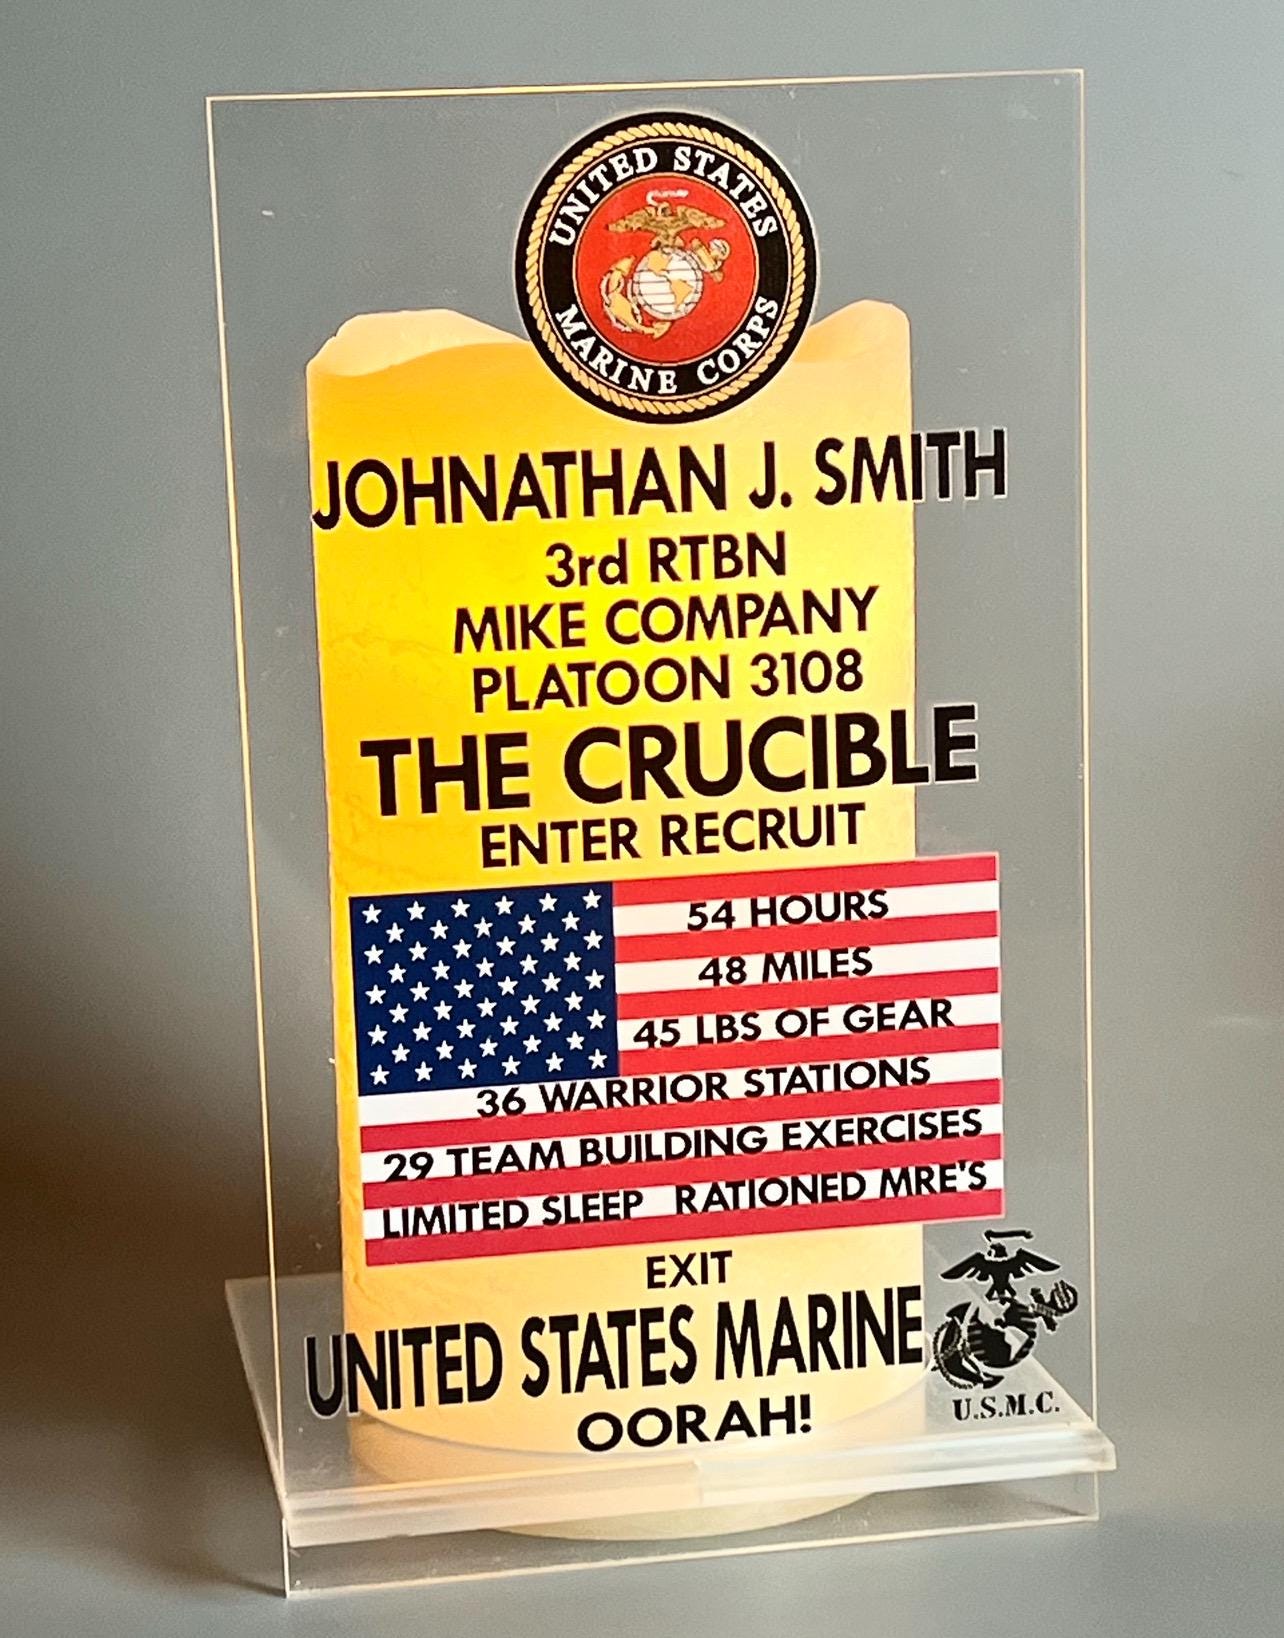 UNITED STATES
MARINE CORPS
JOHNATHAN J. SMITH
3rd RTBN
MIKE COMPANY
PLATOON 3108
THE CRUCIBLE
ENTER RECRUIT
54 HOURS
48 MILES
45 LBS OF GEAR
36 WARRIOR STATIONS
29 TEAM BUILDING EXERCISES
LIMITED SLEEP RATIONED MRE'S
EXIT
UNITED STATES MARINE
OORAH!
U.S.M.C.